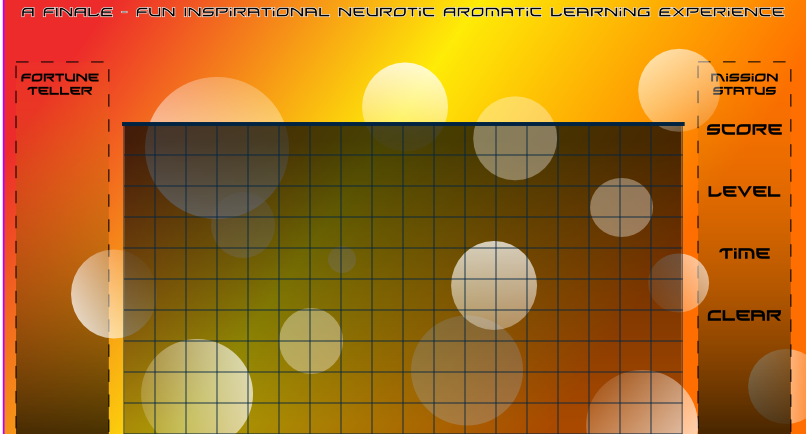 A FINALE - FUN INSPiRATiONAL NEUROTiC AROMATiC LEARNiNG EXPERiENCE
FORTUNE
TELLER
MiSSiON
STATUS
SCORE
LEVEL
TiME
CLEAR